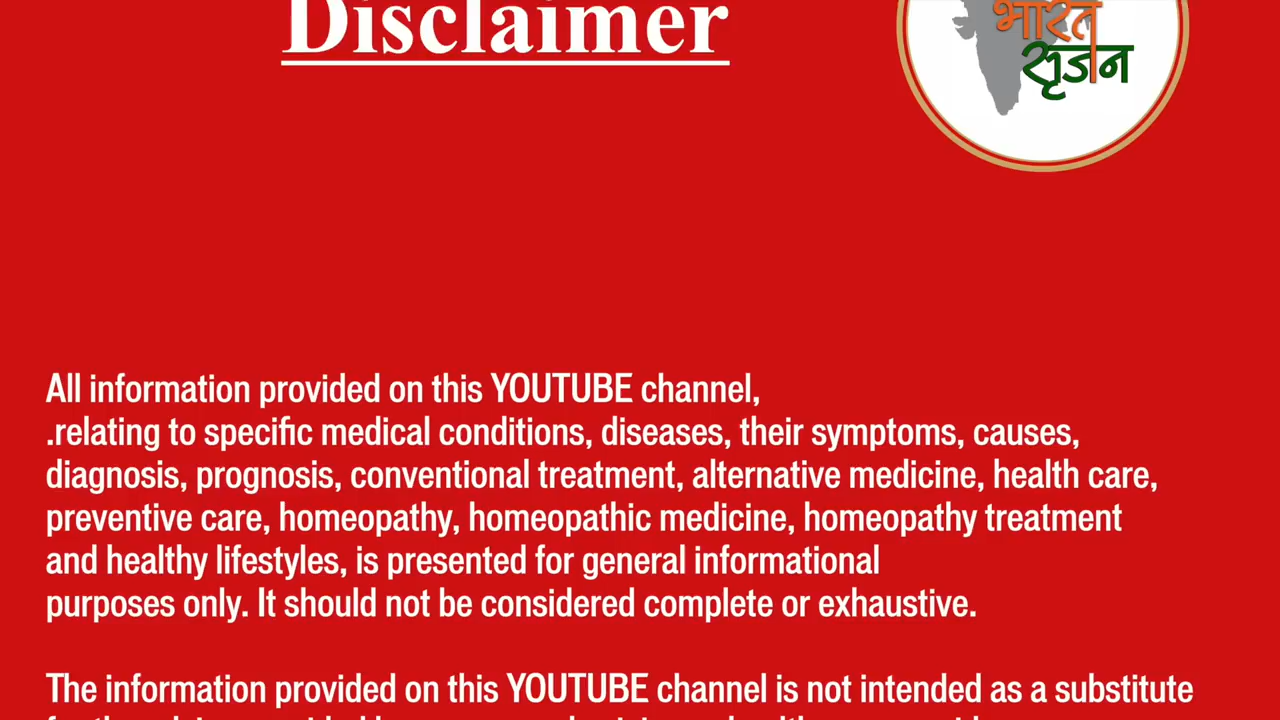 Disclaimer
भारत
सृजन
All information provided on this YOUTUBE channel,
.relating to specific medical conditions, diseases, their symptoms, causes,
diagnosis, prognosis, conventional treatment, alternative medicine, health care,
preventive care, homeopathy, homeopathic medicine, homeopathy treatment
and healthy lifestyles, is presented for general informational
purposes only. It should not be considered complete or exhaustive.
The information provided on this YOUTUBE channel is not intended as a substitute